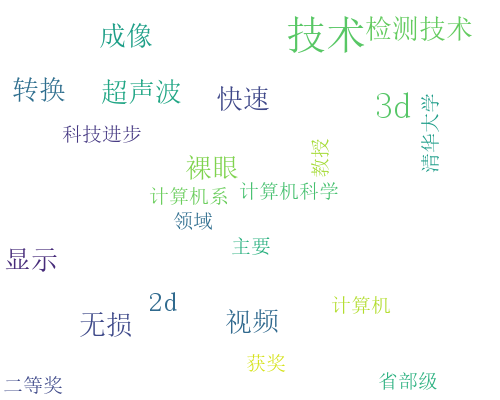 技术
检测技术
成像
转换
超声波
快速
3d
清华大学
科技进步
教授
裸眼
计算机系
计算机科学
领域
主要
显示
2d
无损
视频
计算机
获奖
二等奖
省部级